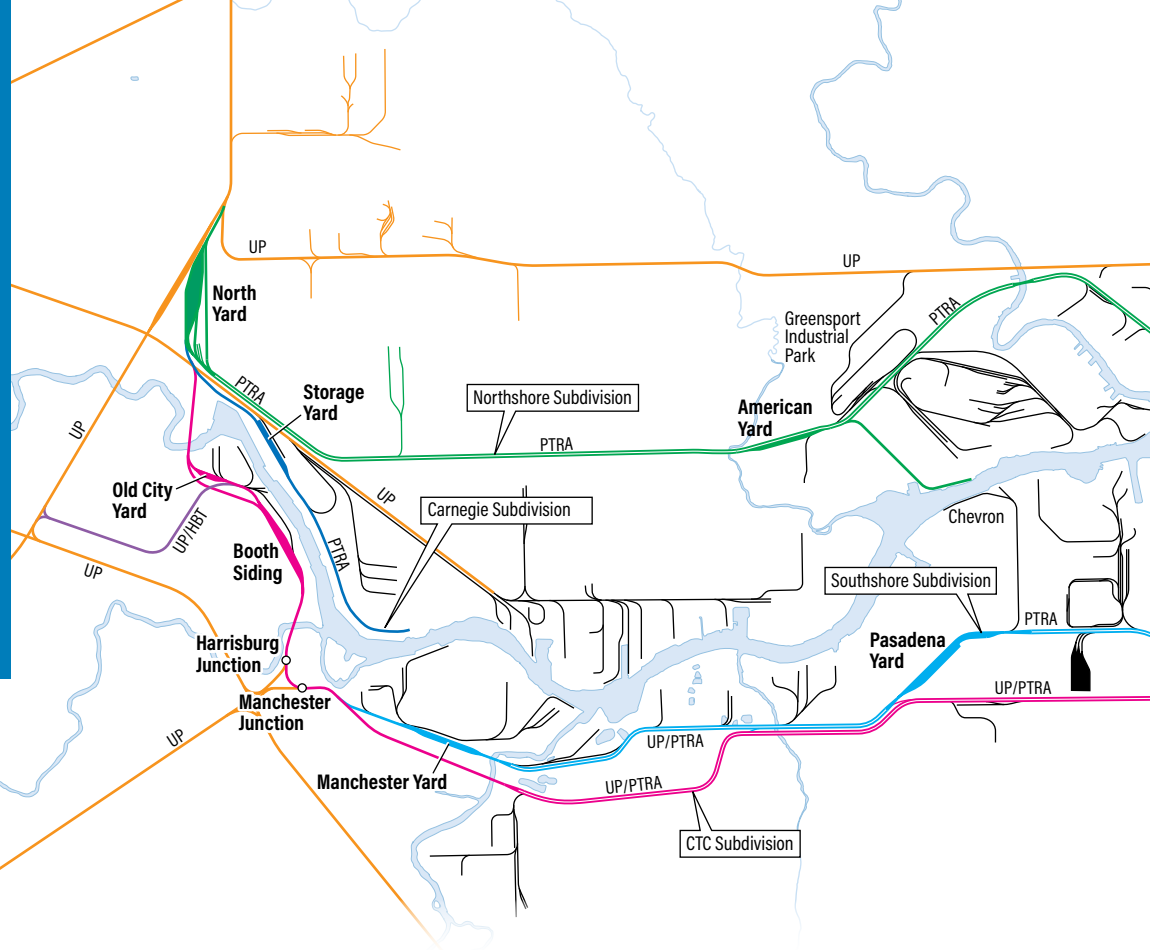 UP
UP
PTRA
North
Yard
Greensport
Industrial
Park
UP
PTRA
Storage
Yard
Northshore Subdivision
American
Yard
PTRA
Old City
Yard
UP
Carnegie Subdivision
Chevron
UP/HBT
Booth
Siding
PTRA
UP
Southshore Subdivision
PTRA
Harrisburg
Junction
Pasadena
Yard
Manchester
Junction
UP/PTRA
UP
UP/PTRA
Manchester Yard
UP/PTRA
CTC Subdivision